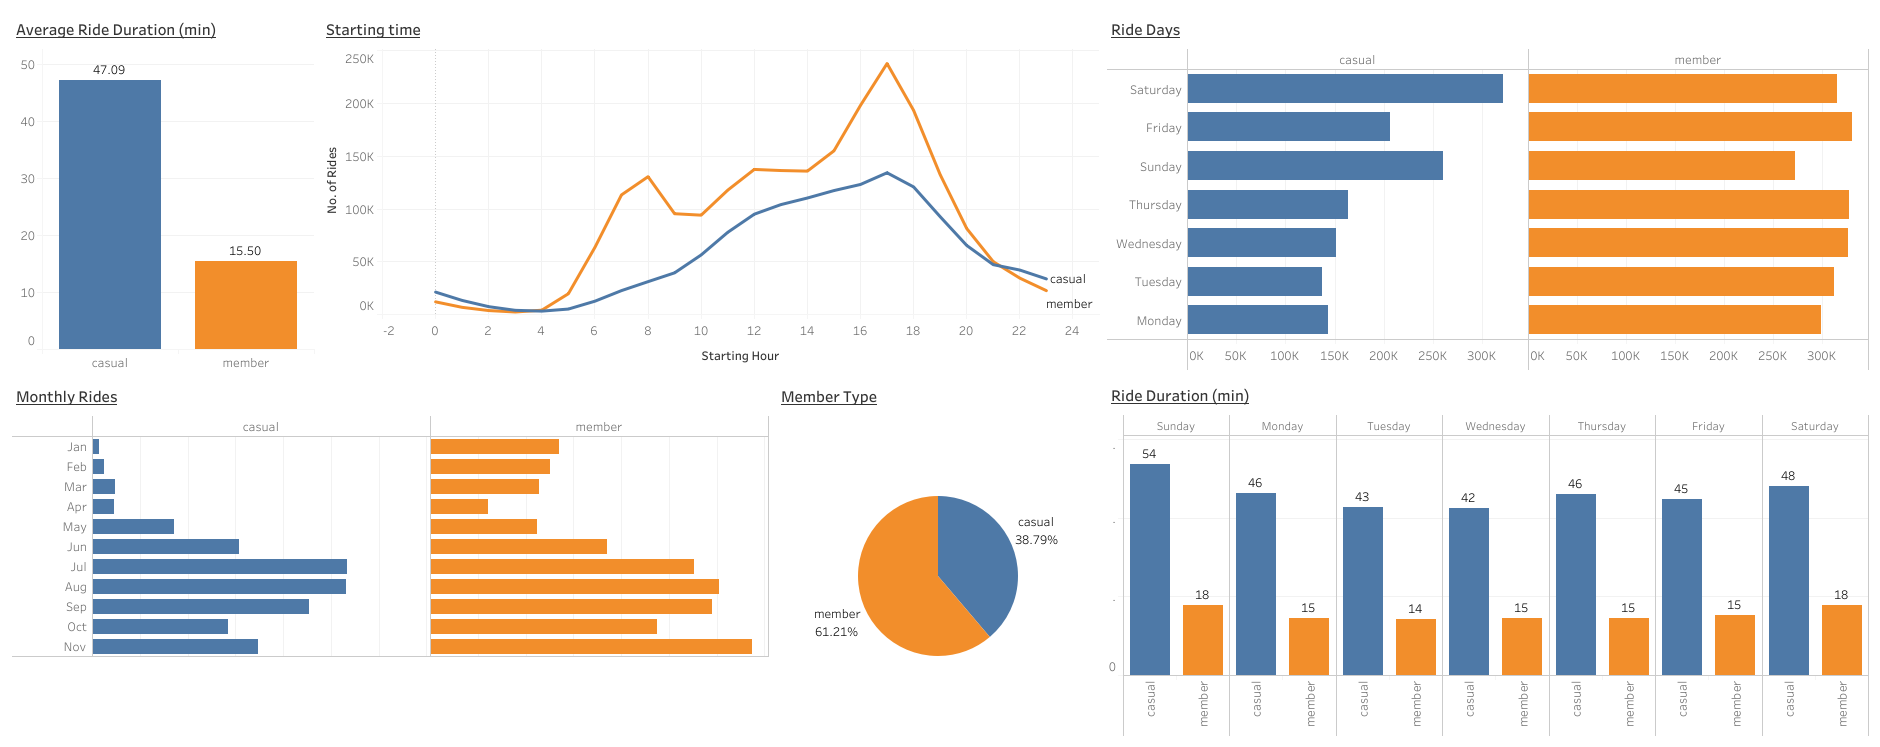 Average Ride Duration (min)
50
40
30
20
10
0
47.09
15.50
casual
member
Starting time
No. of Rides
250K
200K
150K
100K
50K
0K
casual
member
-2 0 2 4 6 8 10 12 14 16 18 20 22 24
Starting Hour
Ride Days
casual member
Saturday
Friday
Sunday
Thursday
Wednesday
Tuesday
Monday
0K 50K 100K 150K 200K 250K 300K 0K 50K 100K 150K 200K 250K 300K
Monthly Rides
casual member
Jan
Feb
Mar
Apr
May
Jun
Jul
Aug
Sep
Oct
Nov
Member Type
casual
38.79%
member
61.21%
Ride Duration (min)
Sunday Monday Tuesday Wednesday Thursday Friday Saturday
54 18 46 15 43 14 42 15 46 15 45 15 48 18
0
casual member casual member casual member casual member casual member casual member casual member